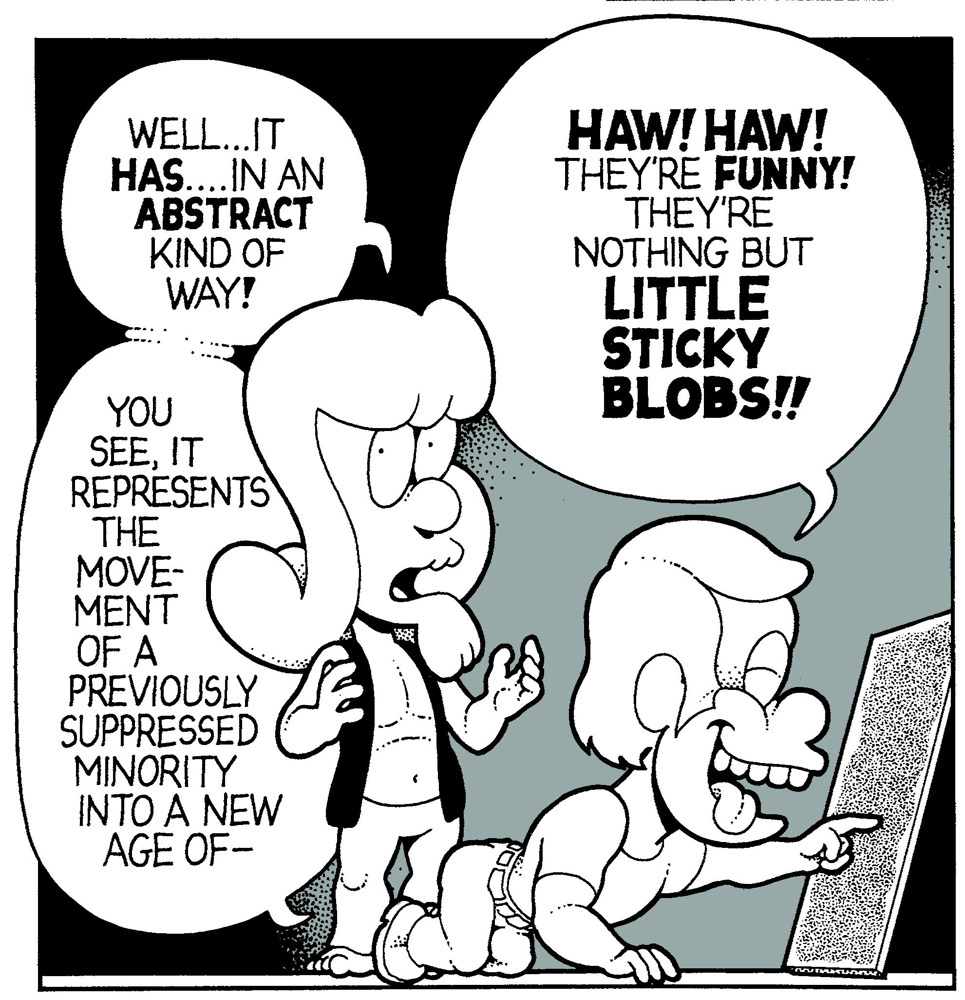 WELL...IT
HAS....IN AN
ABSTRACT
KIND OF
WAY!
YOU
SEE, IT
REPRESENTS
THE
MOVE-
MENT
OF A
PREVIOUSLY
SUPPRESSED
MINORITY
INTO A NEW
AGE OF—
HAW! HAW!
THEY'RE FUNNY!
THEY'RE
NOTHING BUT
LITTLE
STICKY
BLOBS!!